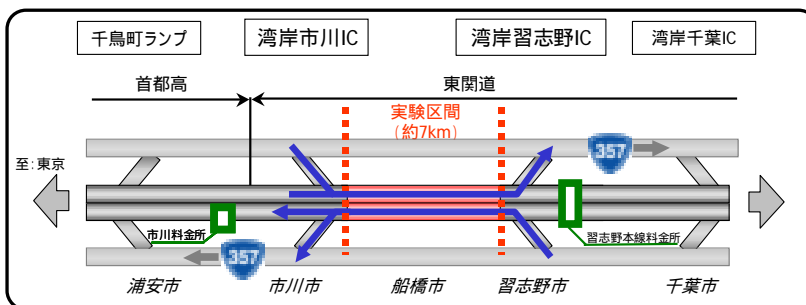 千鳥町ランプ
湾岸市川IC
湾岸習志野IC
湾岸千葉IC
首都高
東関道
実験区間
(約7km)
357
至:東京
市川料金所
習志野本線料金所
357
浦安市
市川市
船橋市
習志野市
千葉市